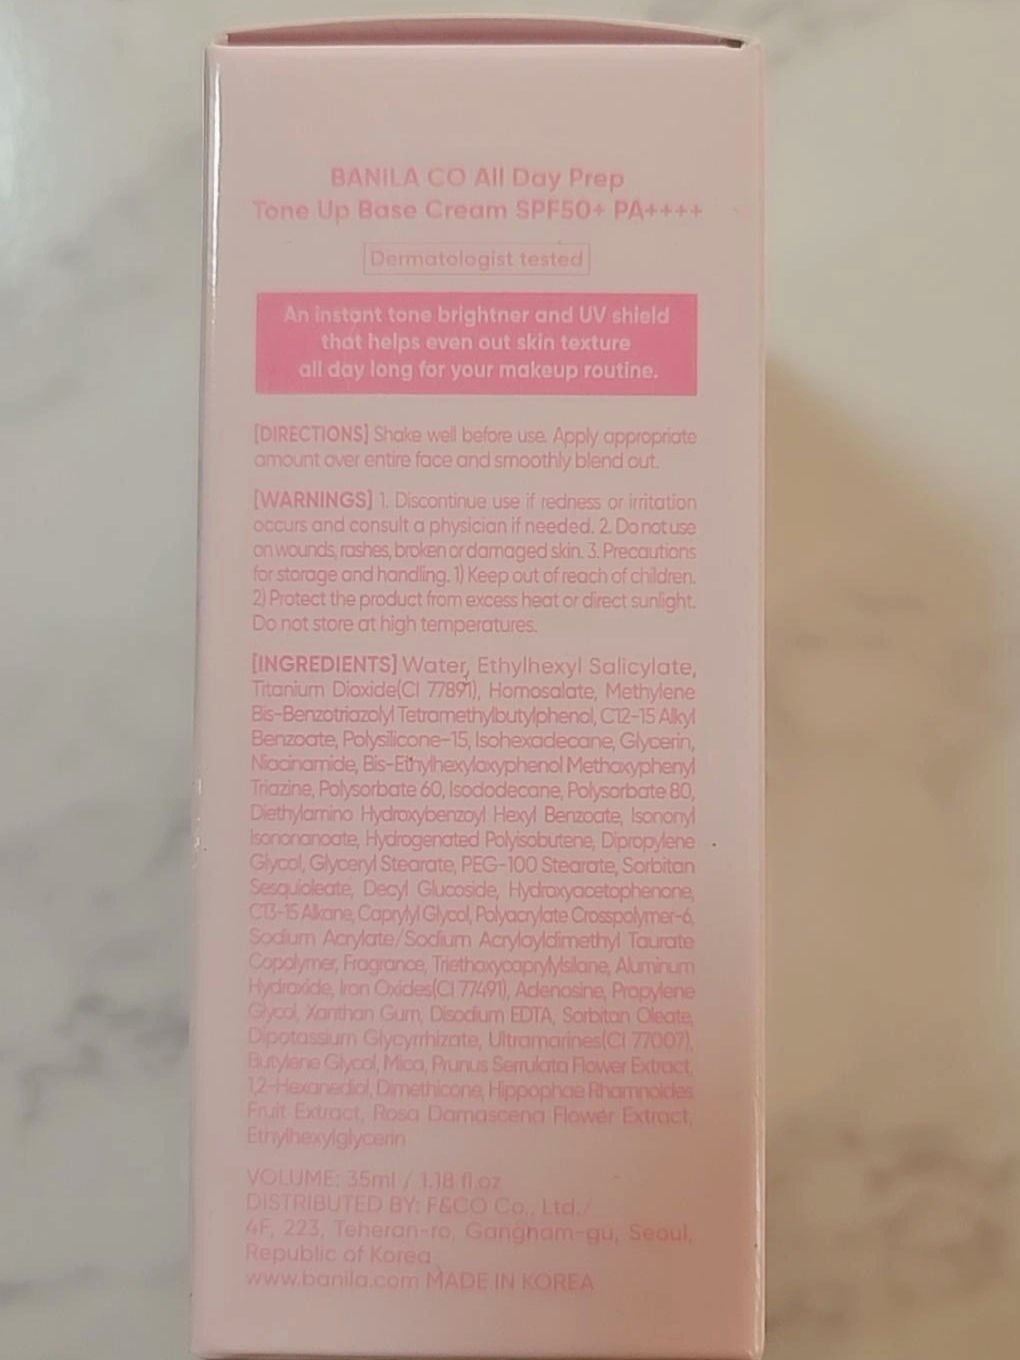 BANILA CO All Day Prep
Tone Up Base Cream SPF50+ PA++++
Dermatologist tested
An instant tone brightner and UV shield
that helps even out skin texture
all day long for your makeup routine.
[DIRECTIONS] Shake well before use. Apply appropriate
amount over entire face and smoothly blend out.
[WARNINGS] 1. Discontinue use if redness or irritation
occurs and consult a physician if needed. 2. Do not use
on wounds, rashes, broken or damaged skin. 3. Precautions
for storage and handling. 1) Keep out of reach of children.
2) Protect the product from excess heat or direct sunlight.
Do not store at high temperatures.
[INGREDIENTS] Water, Ethylhexyl Salicylate,
Titanium Dioxide(CI 77891), Homosalate, Methylene
Bis-Benzotriazolyl Tetramethylbutylphenol, C12-15 Alkyl
Benzoate, Polysilicone-15, Isohexadecane, Glycerin,
Niacinamide, Bis-Ethylhexyloxyphenol Methoxyphenyl
Triazine, Polysorbate 60, Isododecane, Polysorbate 80,
Diethylamino Hydroxybenzoyl Hexyl Benzoate, Isononyl
Isononanoate, Hydrogenated Polyisobutene, Dipropylene
Glycol, Glyceryl Stearate, PEG-100 Stearate, Sorbitan
Sesquioleate, Decyl Glucoside, Hydroxyacetophenone,
C13-15 Alkane, Caprylyl Glycol, Polyacrylate Crosspolymer-6,
Sodium Acrylate/Sodium Acryloyldimethyl Taurate
Copolymer, Fragrance, Triethoxycaprylylsilane, Aluminum
Hydroxide, Iron Oxides(CI 77491), Adenosine, Propylene
Glycol, Xanthan Gum, Disodium EDTA, Sorbitan Oleate,
Dipotassium Glycyrrhizate, Ultramarines(CI 77007),
Butylene Glycol, Mica, Prunus Serrulata Flower Extract,
1,2-Hexanediol, Dimethicone, Hippophae Rhamnoides
Fruit Extract, Rosa Damascena Flower Extract,
Ethylhexylglycerin
VOLUME: 35ml / 1.18 fl.oz
DISTRIBUTED BY: F&CO Co., Ltd./
4F, 223, Teheran-ro, Gangnam-gu, Seoul,
Republic of Korea
www.banila.com MADE IN KOREA